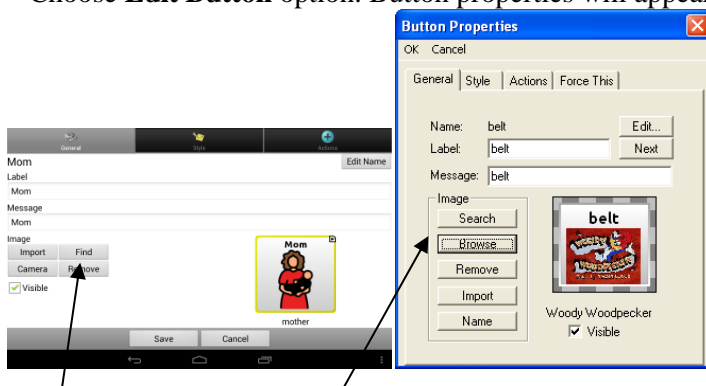 Choose Edit Button option. Button properties will appear
General Style Actions
Mom Edit Name
Label
Mom
Message
Mom
Image
Import Find
Camera Remove
Visible
Mom
mother
Save Cancel
Button Properties
OK Cancel
General Style Actions Force This
Name: belt Edit...
Label: belt Next
Message: belt
Image
Search
Browse
Remove
Import
Name
belt
Woody Woodpecker
Visible